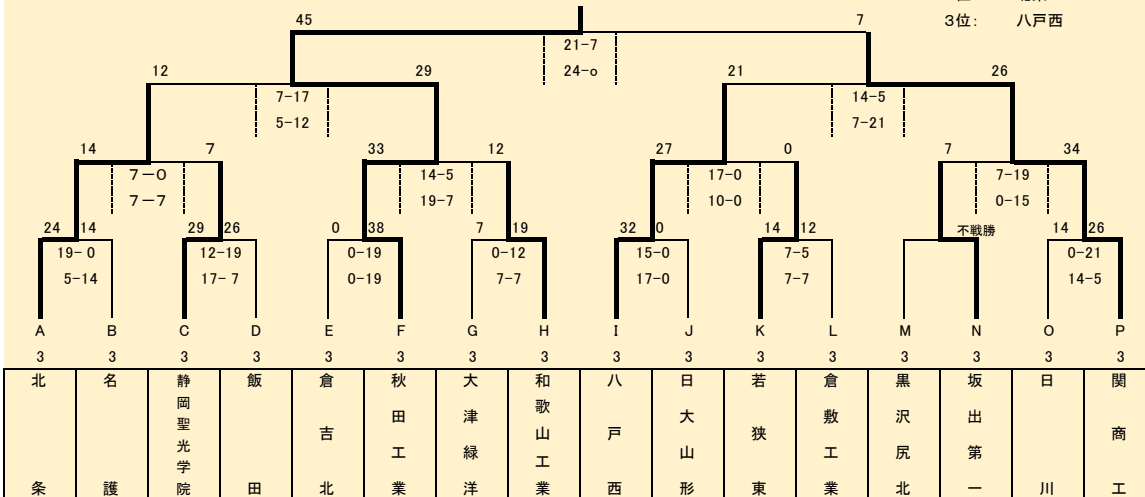 45 7
3位: 八戸西
21-7
24-o
12 29 21 26
7-17 14-5
5-12 7-21
14 7 33 12 27 0 7 34
7－0 14-5 17-0 7-19
7－7 19-7 10-0 0-15
24 14 29 26 0 38 7 19 32 0 14 12 不戦勝 14 26
19- 0 12-19 0-19 0-12 15-0 7-5 0-21
5-14 17- 7 0-19 7-7 17-0 7-7 14-5
A B C D E F G H I J K L M N O P
3 3 3 3 3 3 3 3 3 3 3 3 3 3 3 3
北条
名護
静岡聖光学院
飯田
倉吉北
秋田工業
大津緑洋
和歌山工業
八戸西
日大山形
若狭東
倉敷工業
黒沢尻北
坂出第一
日川
関商工